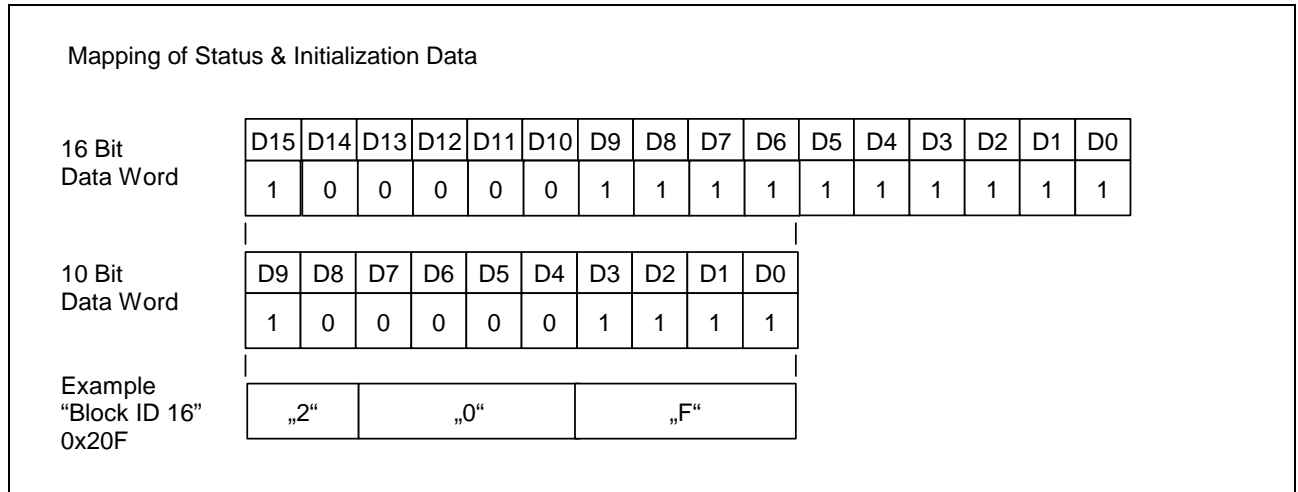 Mapping of Status & Initialization Data
16 Bit
Data Word
D15 D14 D13 D12 D11 D10 D9 D8 D7 D6 D5 D4 D3 D2 D1 D0
1 0 0 0 0 0 1 1 1 1 1 1 1 1 1 1
10 Bit
Data Word
D9 D8 D7 D6 D5 D4 D3 D2 D1 D0
1 0 0 0 0 0 1 1 1 1
Example
“Block ID 16”
0x20F
„2“ „0“ „F“